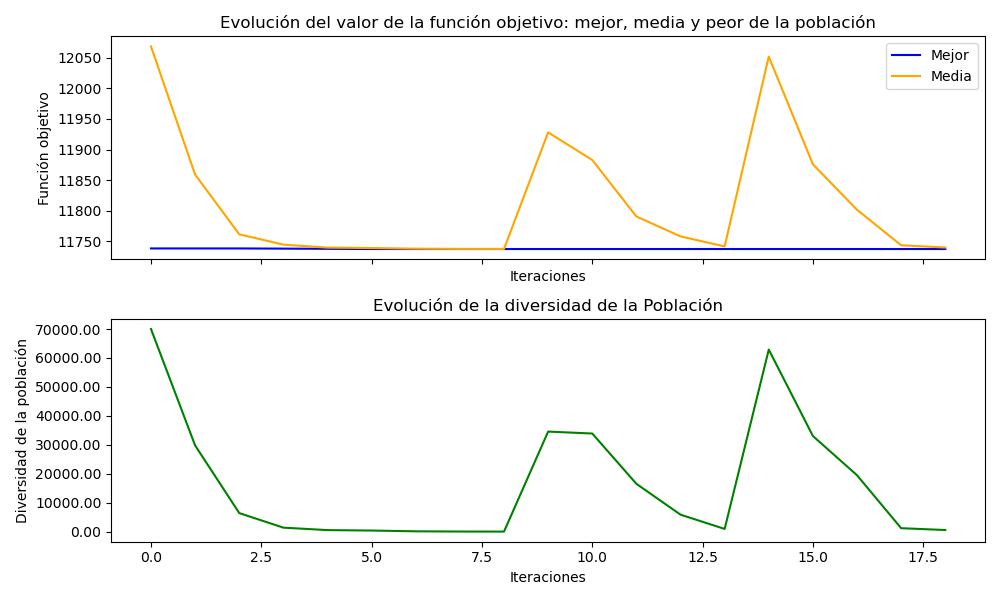 Evolución del valor de la función objetivo: mejor, media y peor de la población
12050
12000
11950
11900
11850
11800
11750
Función objetivo
Mejor
Media
Iteraciones
Evolución de la diversidad de la Población
70000.00
60000.00
50000.00
40000.00
30000.00
20000.00
10000.00
0.00
Diversidad de la población
0.0 2.5 5.0 7.5 10.0 12.5 15.0 17.5
Iteraciones